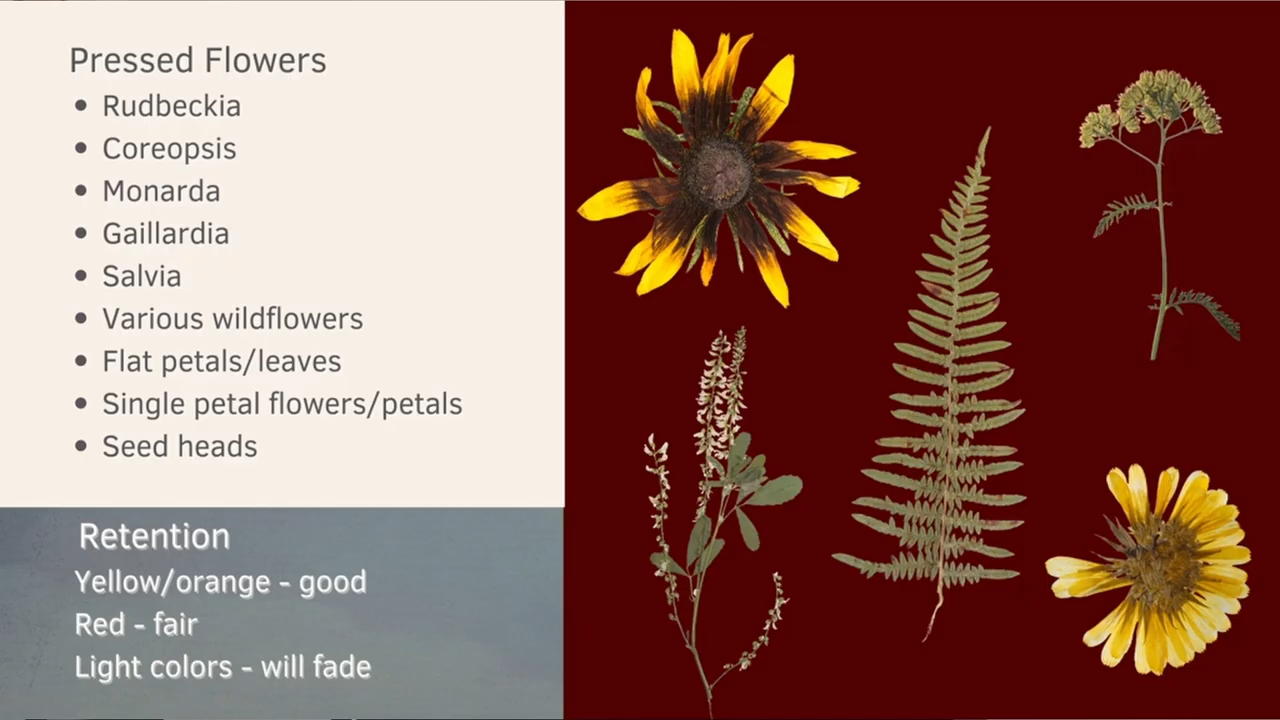 Pressed Flowers
• Rudbeckia
• Coreopsis
• Monarda
• Gaillardia
• Salvia
• Various wildflowers
• Flat petals/leaves
• Single petal flowers/petals
• Seed heads
Retention
Yellow/orange - good
Red - fair
Light colors - will fade